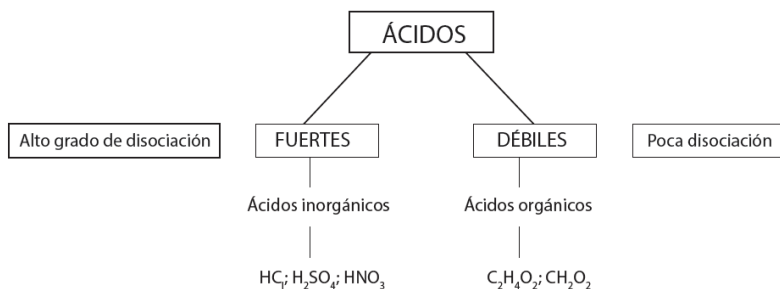 ÁCIDOS
Alto grado de disociación
FUERTES
DÉBILES
Poca disociación
Ácidos inorgánicos
Ácidos orgánicos
HCl; H₂SO₄; HNO₃
C₂H₄O₂; CH₂O₂